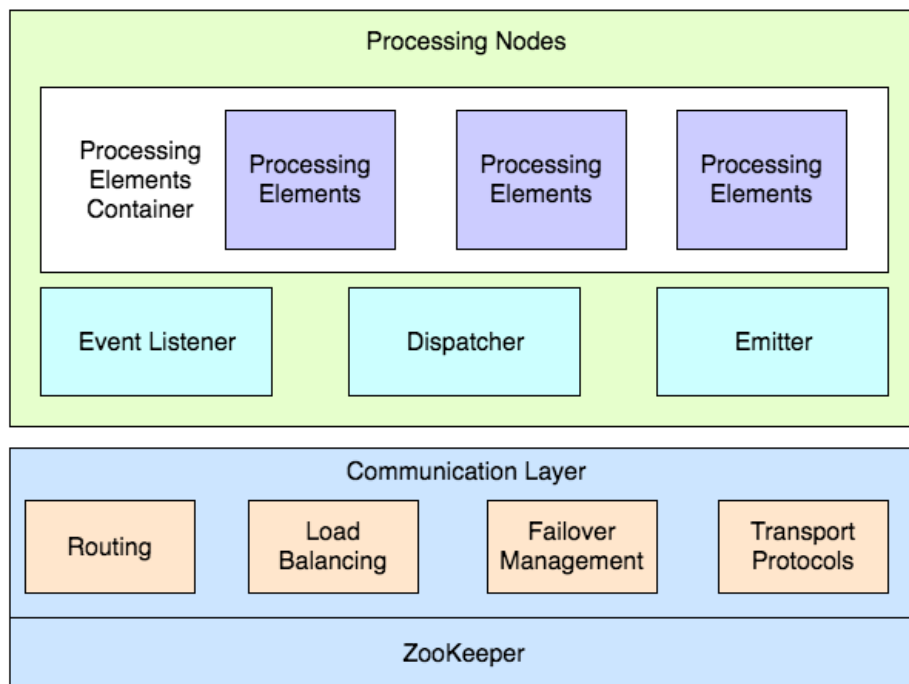 Processing Nodes
Processing
Elements
Container
Processing
Elements
Processing
Elements
Processing
Elements
Event Listener
Dispatcher
Emitter
Communication Layer
Routing
Load
Balancing
Failover
Management
Transport
Protocols
ZooKeeper